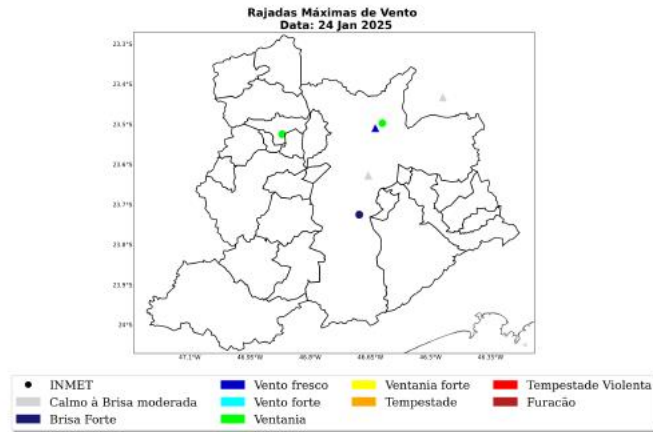 Rajadas Máximas de Vento
Data: 24 Jan 2025
23.3°S
23.4°S
23.5°S
23.6°S
23.7°S
23.8°S
23.9°S
24°S
47.1°W
46.95°W
46.8°W
46.65°W
46.5°W
46.35°W
INMET
Vento fresco
Ventania forte
Tempestade Violenta
Calmo à Brisa moderada
Vento forte
Tempestade
Furacão
Brisa Forte
Ventania